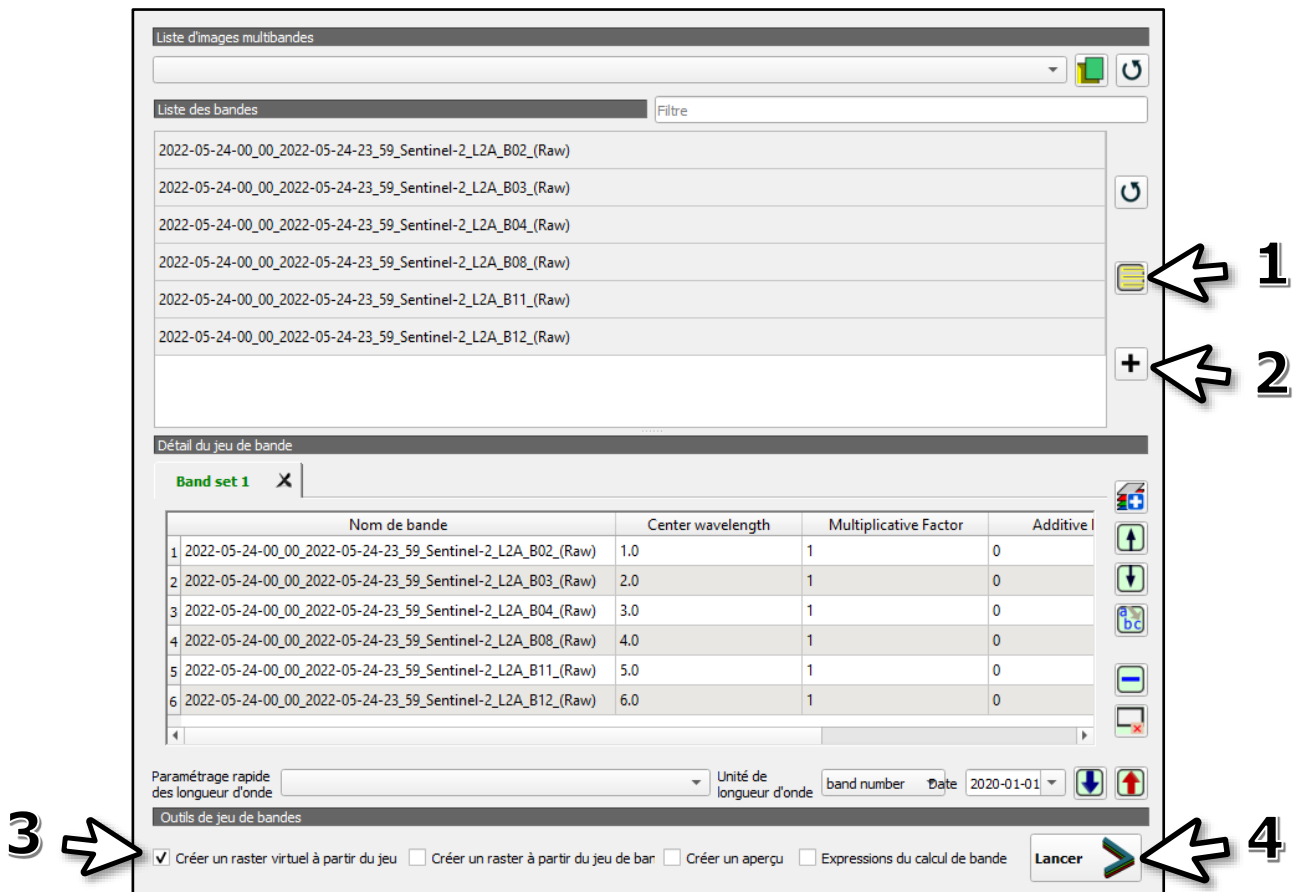 Liste d'images multibandes
Liste des bandes
Filtre
2022-05-24-00_00_2022-05-24-23_59_Sentinel-2_L2A_B02_(Raw)
2022-05-24-00_00_2022-05-24-23_59_Sentinel-2_L2A_B03_(Raw)
2022-05-24-00_00_2022-05-24-23_59_Sentinel-2_L2A_B04_(Raw)
2022-05-24-00_00_2022-05-24-23_59_Sentinel-2_L2A_B08_(Raw)
2022-05-24-00_00_2022-05-24-23_59_Sentinel-2_L2A_B11_(Raw)
2022-05-24-00_00_2022-05-24-23_59_Sentinel-2_L2A_B12_(Raw)
1
2
Détail du jeu de bande
Band set 1
Nom de bande Center wavelength Multiplicative Factor Additive
1 2022-05-24-00_00_2022-05-24-23_59_Sentinel-2_L2A_B02_(Raw) 1.0 1 0
2 2022-05-24-00_00_2022-05-24-23_59_Sentinel-2_L2A_B03_(Raw) 2.0 1 0
3 2022-05-24-00_00_2022-05-24-23_59_Sentinel-2_L2A_B04_(Raw) 3.0 1 0
4 2022-05-24-00_00_2022-05-24-23_59_Sentinel-2_L2A_B08_(Raw) 4.0 1 0
5 2022-05-24-00_00_2022-05-24-23_59_Sentinel-2_L2A_B11_(Raw) 5.0 1 0
6 2022-05-24-00_00_2022-05-24-23_59_Sentinel-2_L2A_B12_(Raw) 6.0 1 0
a bc
Paramétrage rapide
des longueur d'onde
Unité de
longueur d'onde
band number
Date
2020-01-01
Outils de jeu de bandes
3
Créer un raster virtuel à partir du jeu
Créer un raster à partir du jeu de bar
Créer un aperçu
Expressions du calcul de bande
Lancer
4